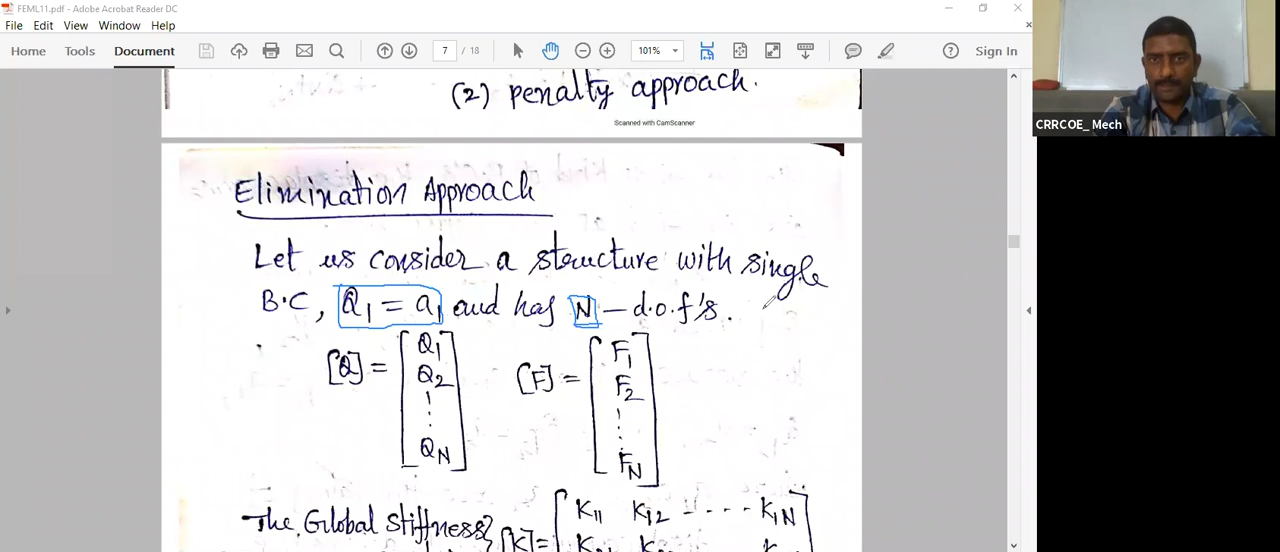 FEML11.pdf - Adobe Acrobat Reader DC
File Edit View Window Help
Home Tools Document 7 / 18 101% Sign In
CRRCOE_ Mech
(2) penalty approach.
Scanned with CamScanner
Elimination Approach
Let us consider a structure with single
B.C, Q1 = a1 and has N - d.o.f's.
[Q] = [Q1 Q2 ⋮ QN] [F] = [F1 F2 ⋮ FN]
The Global Stiffness} [K] = [K11 K12 ---- K1N